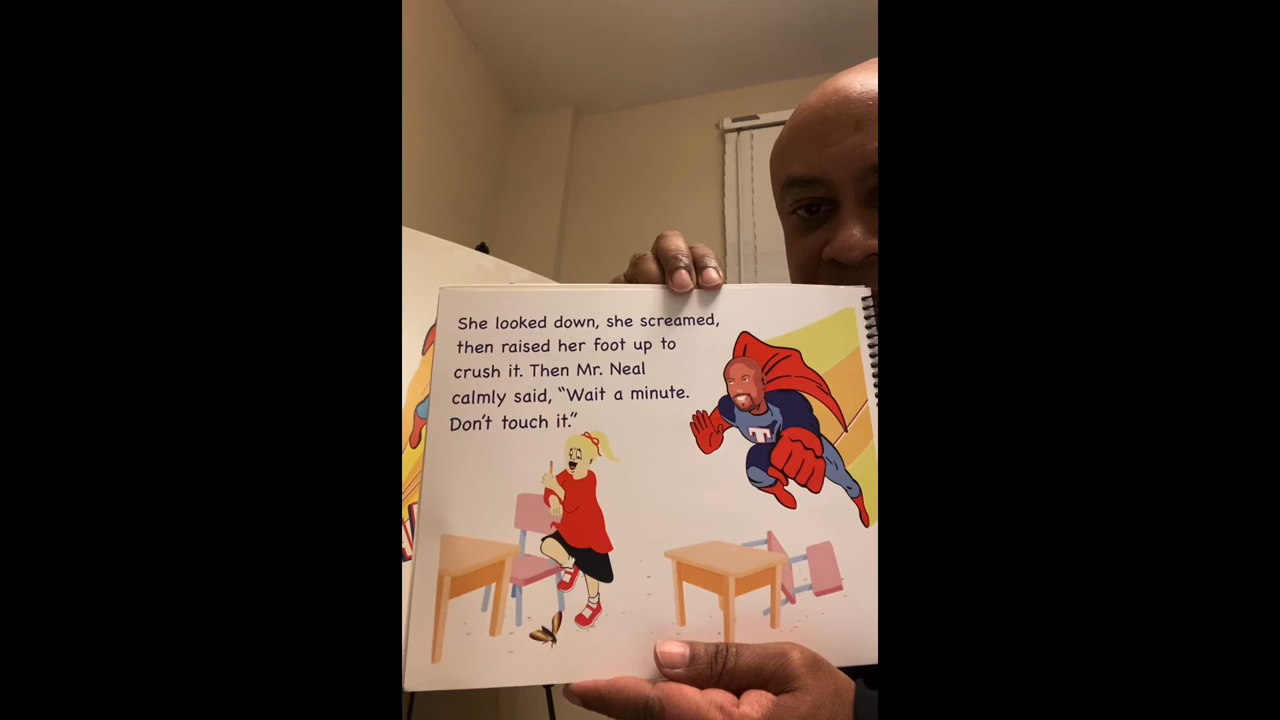 She looked down, she screamed,
then raised her foot up to
crush it. Then Mr. Neal
calmly said, “Wait a minute.
Don’t touch it.”
T